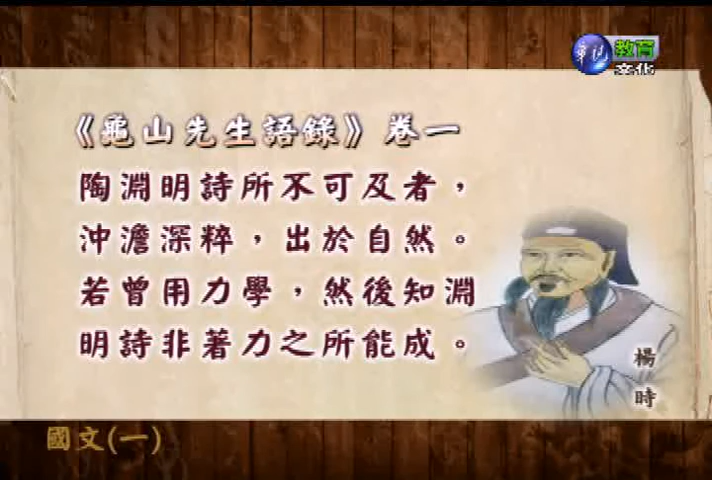 華視
教育
文化
《龜山先生語錄》卷一
陶淵明詩所不可及者，
沖澹深粹，出於自然。
若曾用力學，然後知淵
明詩非著力之所能成。
楊時
國文(一)